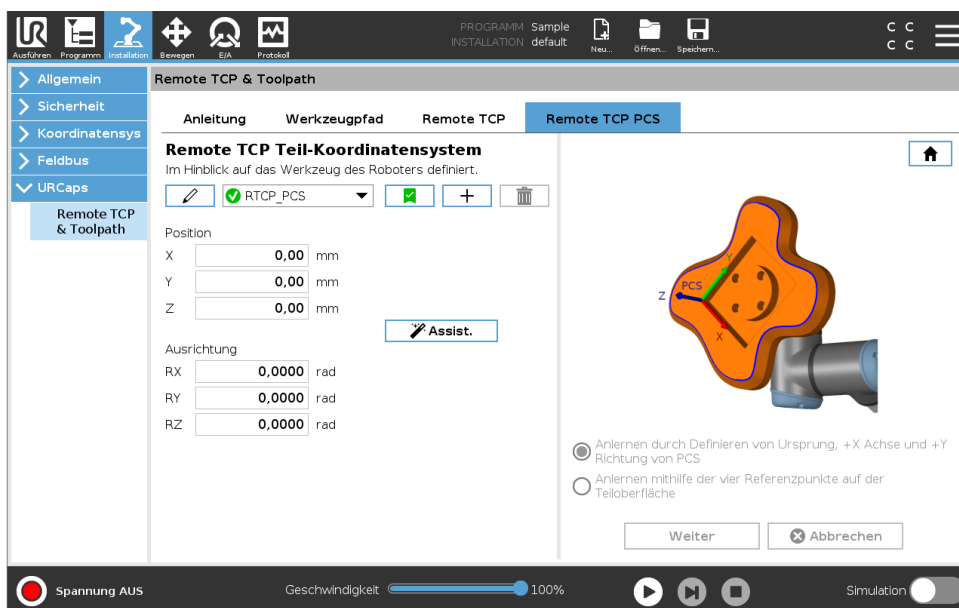 PROGRAMM Sample
INSTALLATION default
Ausführen Programm Installation Bewegen E/A Protokoll Neu... Öffnen... Speichern...
C C
C C
Allgemein
Sicherheit
Koordinatensys
Feldbus
URCaps
Remote TCP
& Toolpath
Remote TCP & Toolpath
Anleitung Werkzeugpfad Remote TCP Remote TCP PCS
Remote TCP Teil-Koordinatensystem
Im Hinblick auf das Werkzeug des Roboters definiert.
RTCP_PCS
Position
X 0,00 mm
Y 0,00 mm
Z 0,00 mm
Assist.
Ausrichtung
RX 0,0000 rad
RY 0,0000 rad
RZ 0,0000 rad
Y
PCS
Z
X
Anlernen durch Definieren von Ursprung, +X Achse und +Y
Richtung von PCS
Anlernen mithilfe der vier Referenzpunkte auf der
Teiloberfläche
Weiter Abbrechen
Spannung AUS Geschwindigkeit 100% Simulation